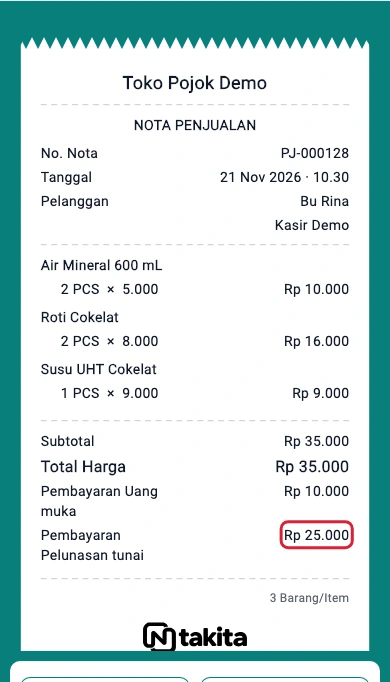 Toko Pojok Demo
NOTA PENJUALAN
No. Nota PJ-000128
Tanggal 21 Nov 2026 · 10.30
Pelanggan Bu Rina
Kasir Demo
Air Mineral 600 mL
2 PCS × 5.000 Rp 10.000
Roti Cokelat
2 PCS × 8.000 Rp 16.000
Susu UHT Cokelat
1 PCS × 9.000 Rp 9.000
Subtotal Rp 35.000
Total Harga Rp 35.000
Pembayaran Uang muka Rp 10.000
Pembayaran Pelunasan tunai Rp 25.000
3 Barang/Item
Ntakita